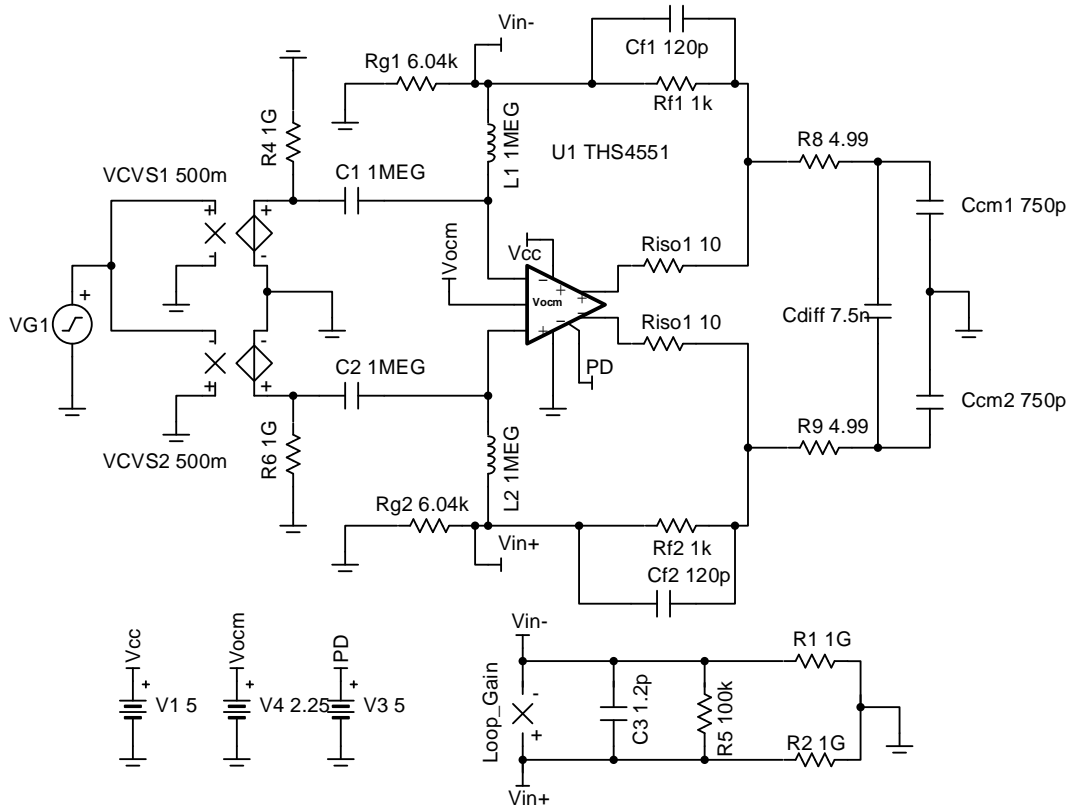 Vin-
Cf1 120p
Rg1 6.04k
Rf1 1k
R4 1G
L1 1MEG
U1 THS4551
R8 4.99
VCVS1 500m
C1 1MEG
Ccm1 750p
+
-
+
-
Vocm
Vcc
Riso1 10
-
+
+
Vocm
+
-
-
VG1
+
Cdiff 7.5n
Riso1 10
-
+
-
+
C2 1MEG
PD
Ccm2 750p
R9 4.99
VCVS2 500m
R6 1G
L2 1MEG
Rg2 6.04k
Vin+
Rf2 1k
Cf2 120p
Vcc
+
V1 5
Vocm
+
V4 2.25
PD
+
V3 5
Vin-
R1 1G
Loop_Gain
-
+
C3 1.2p
R5 100k
R2 1G
Vin+